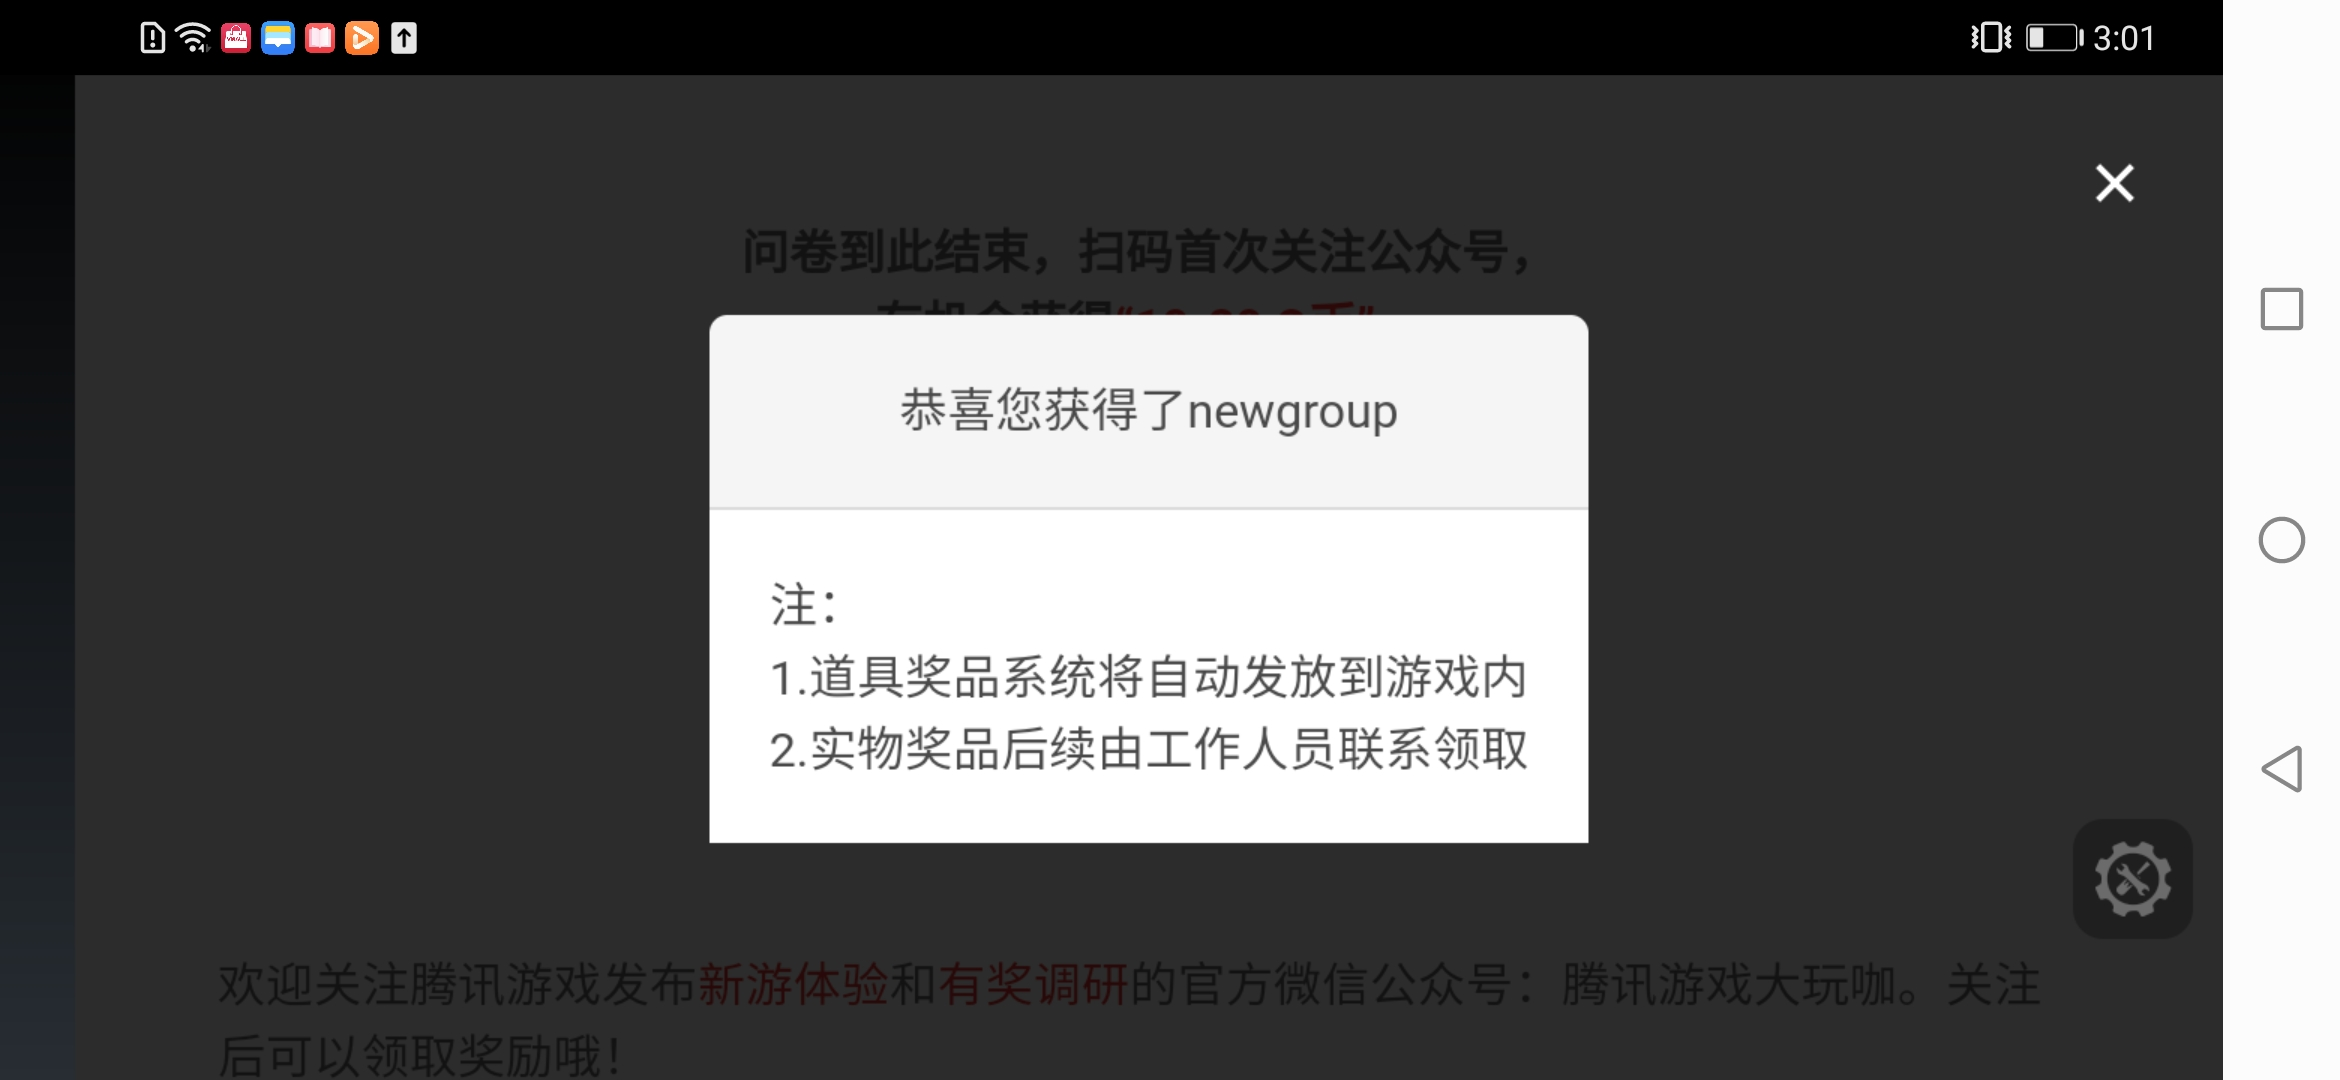 3:01
问卷到此结束，扫码首次关注公众号，
恭喜您获得了newgroup
注：
1.道具奖品系统将自动发放到游戏内
2.实物奖品后续由工作人员联系领取
欢迎关注腾讯游戏发布新游体验和有奖调研的官方微信公众号：腾讯游戏大玩咖。关注
后可以领取奖励哦！